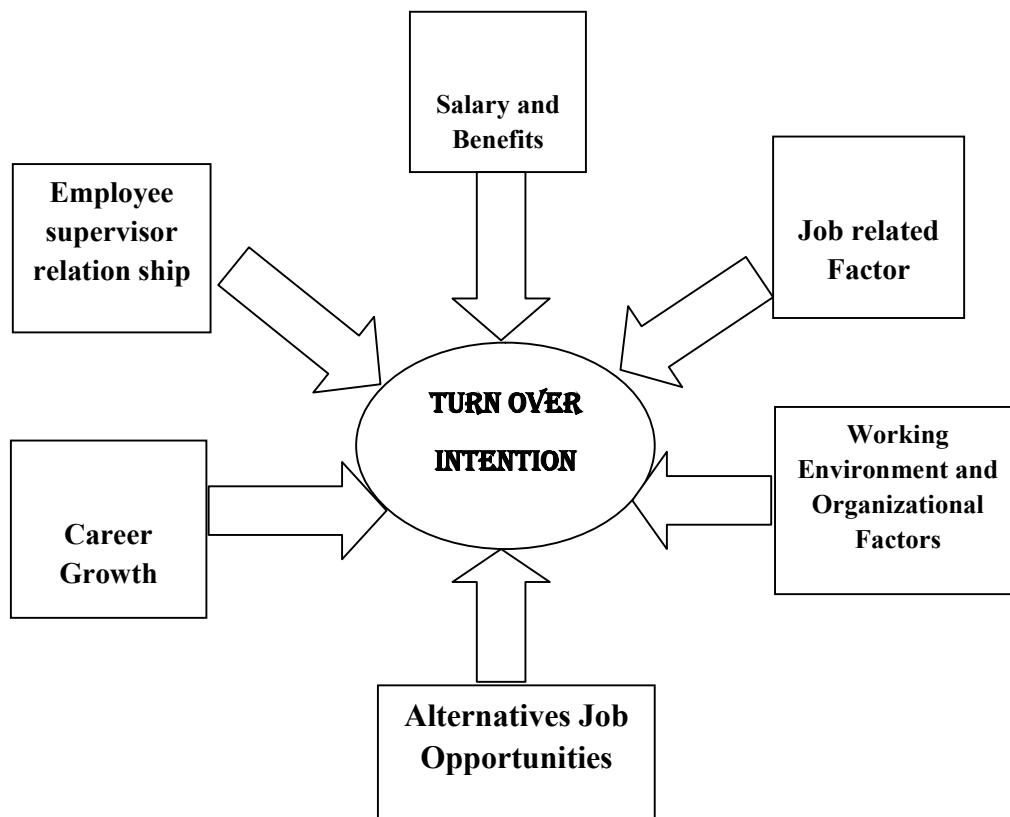 Salary and
Benefits
Employee
supervisor
relation ship
Job related
Factor
TURN OVER
INTENTION
Working
Environment and
Organizational
Factors
Career
Growth
Alternatives Job
Opportunities